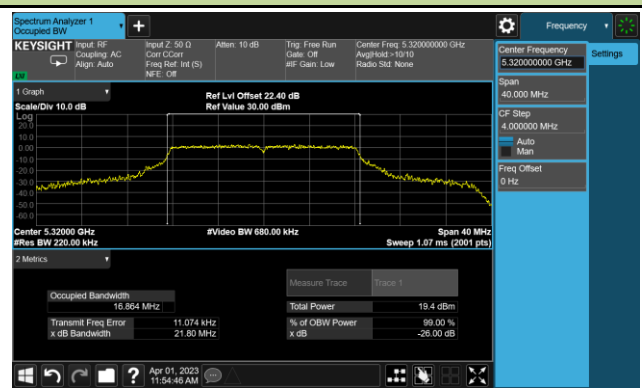 Spectrum Analyzer 1
Occupied BW
+
Frequency
KEYSIGHT
Input: RF
Coupling: AC
Align: Auto
Input Z: 50 Ω
Corr CCorr
Freq Ref: Int (S)
NFE: Off
Atten: 10 dB
Trig: Free Run
Gate: Off
#IF Gain: Low
Center Freq: 5.320000000 GHz
Avg|Hold:>10/10
Radio Std: None
Center Frequency
5.320000000 GHz
Settings
Span
40.000 MHz
CF Step
4.000000 MHz
Auto
Man
Freq Offset
0 Hz
1 Graph
Scale/Div 10.0 dB
Ref Lvl Offset 22.40 dB
Ref Value 30.00 dBm
Log
20.0
10.0
0.00
-10.0
-20.0
-30.0
-40.0
-50.0
-60.0
Center 5.32000 GHz
#Res BW 220.00 kHz
#Video BW 680.00 kHz
Span 40 MHz
Sweep 1.07 ms (2001 pts)
2 Metrics
Measure Trace
Trace 1
Occupied Bandwidth
16.864 MHz
Total Power
19.4 dBm
Transmit Freq Error
11.074 kHz
% of OBW Power
99.00 %
x dB Bandwidth
21.80 MHz
x dB
-26.00 dB
?
Apr 01, 2023
11:54:46 AM